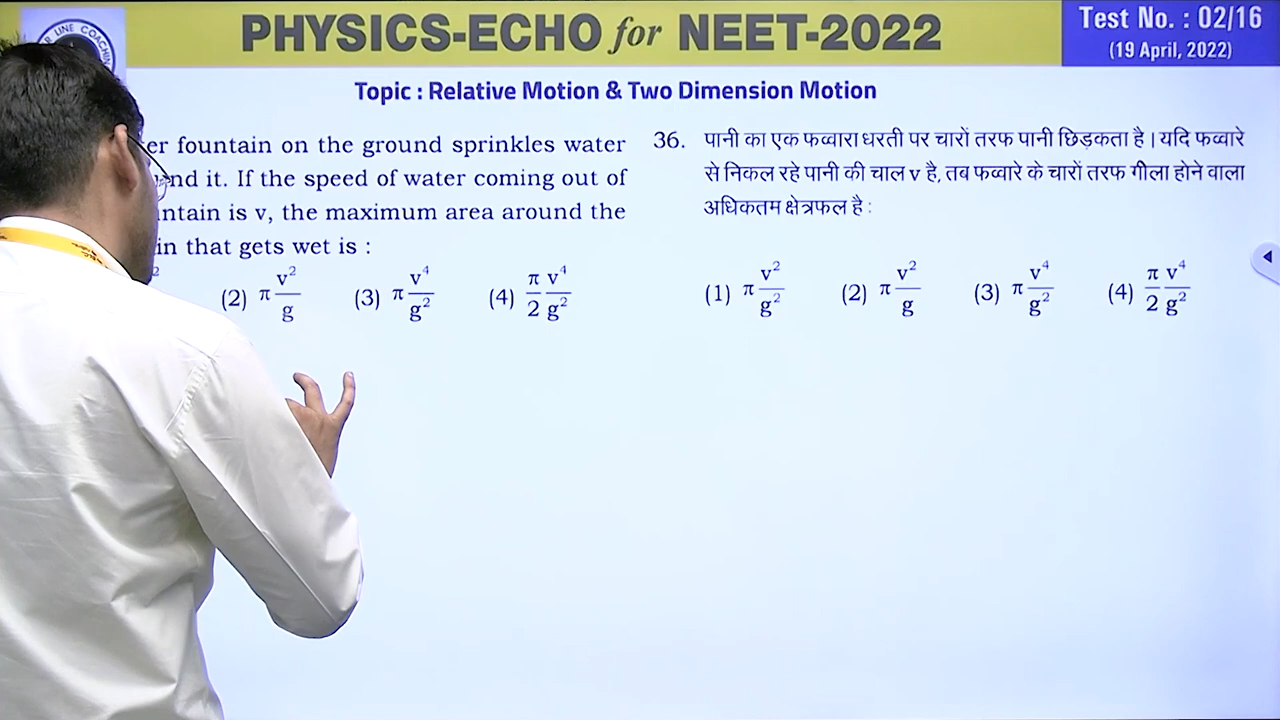 LINE COACHIN
PHYSICS-ECHO for NEET-2022
Test No. : 02/16
(19 April, 2022)
Topic : Relative Motion & Two Dimension Motion
er fountain on the ground sprinkles water
nd it. If the speed of water coming out of
ntain is v, the maximum area around the
in that gets wet is :
2 (2) π v²/g (3) π v⁴/g² (4) π/2 v⁴/g²
36. पानी का एक फव्वारा धरती पर चारों तरफ पानी छिड़कता है। यदि फव्वारे
से निकल रहे पानी की चाल v है, तब फव्वारे के चारों तरफ गीला होने वाला
अधिकतम क्षेत्रफल है :
(1) π v²/g² (2) π v²/g (3) π v⁴/g² (4) π/2 v⁴/g²